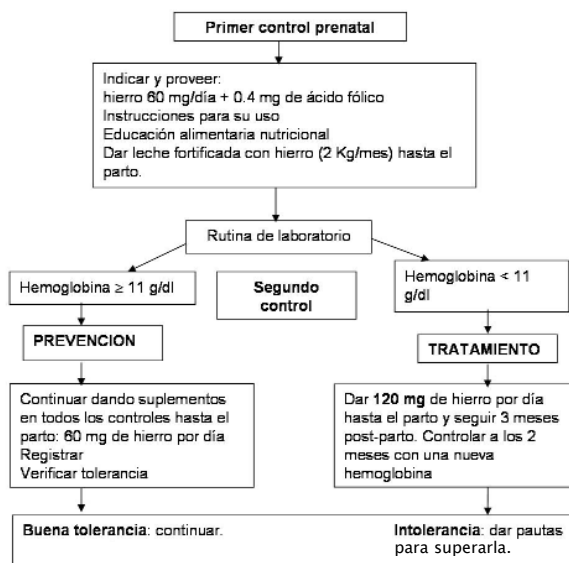 Primer control prenatal
Indicar y proveer:
hierro 60 mg/día + 0.4 mg de ácido fólico
Instrucciones para su uso
Educación alimentaria nutricional
Dar leche fortificada con hierro (2 Kg/mes) hasta el
parto.
Rutina de laboratorio
Hemoglobina ≥ 11 g/dl
Segundo
control
Hemoglobina < 11
g/dl
PREVENCION
TRATAMIENTO
Continuar dando suplementos
en todos los controles hasta el
parto: 60 mg de hierro por día
Registrar
Verificar tolerancia
Dar 120 mg de hierro por día
hasta el parto y seguir 3 meses
post-parto. Controlar a los 2
meses con una nueva
hemoglobina
Buena tolerancia: continuar.
Intolerancia: dar pautas
para superarla.